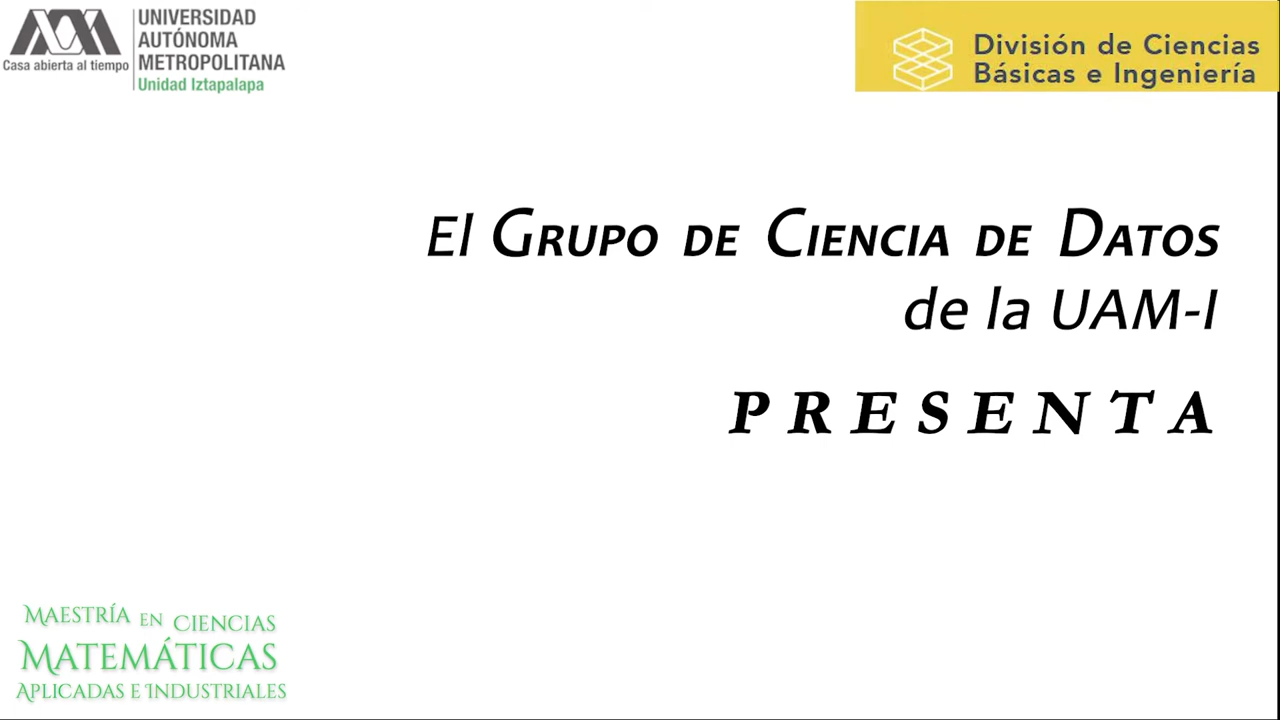 UNIVERSIDAD
AUTÓNOMA
METROPOLITANA
Casa abierta al tiempo
Unidad Iztapalapa
División de Ciencias
Básicas e Ingeniería
El GRUPO DE CIENCIA DE DATOS
de la UAM-I
PRESENTA
MAESTRÍA EN CIENCIAS
MATEMÁTICAS
APLICADAS E INDUSTRIALES